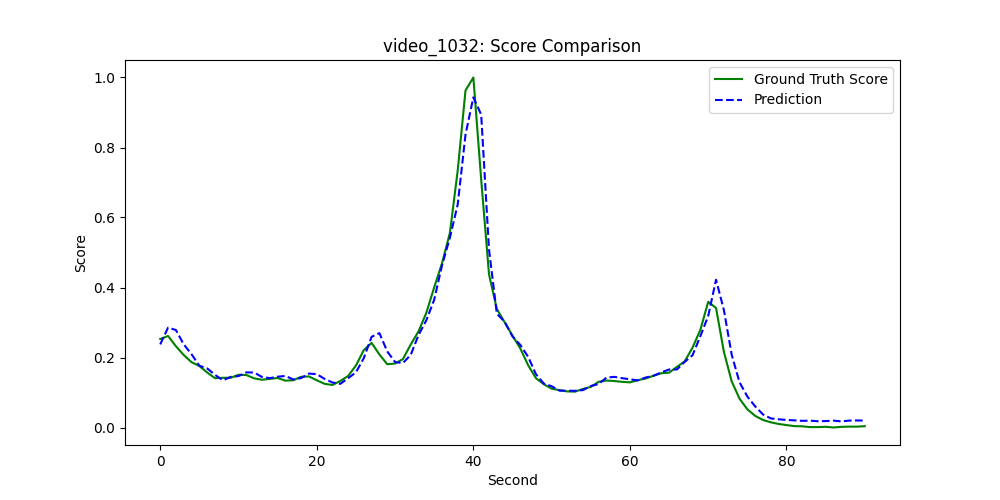 video_1032: Score Comparison
Ground Truth Score
Prediction
1.0
0.8
0.6
0.4
0.2
0.0
Score
0 20 40 60 80
Second